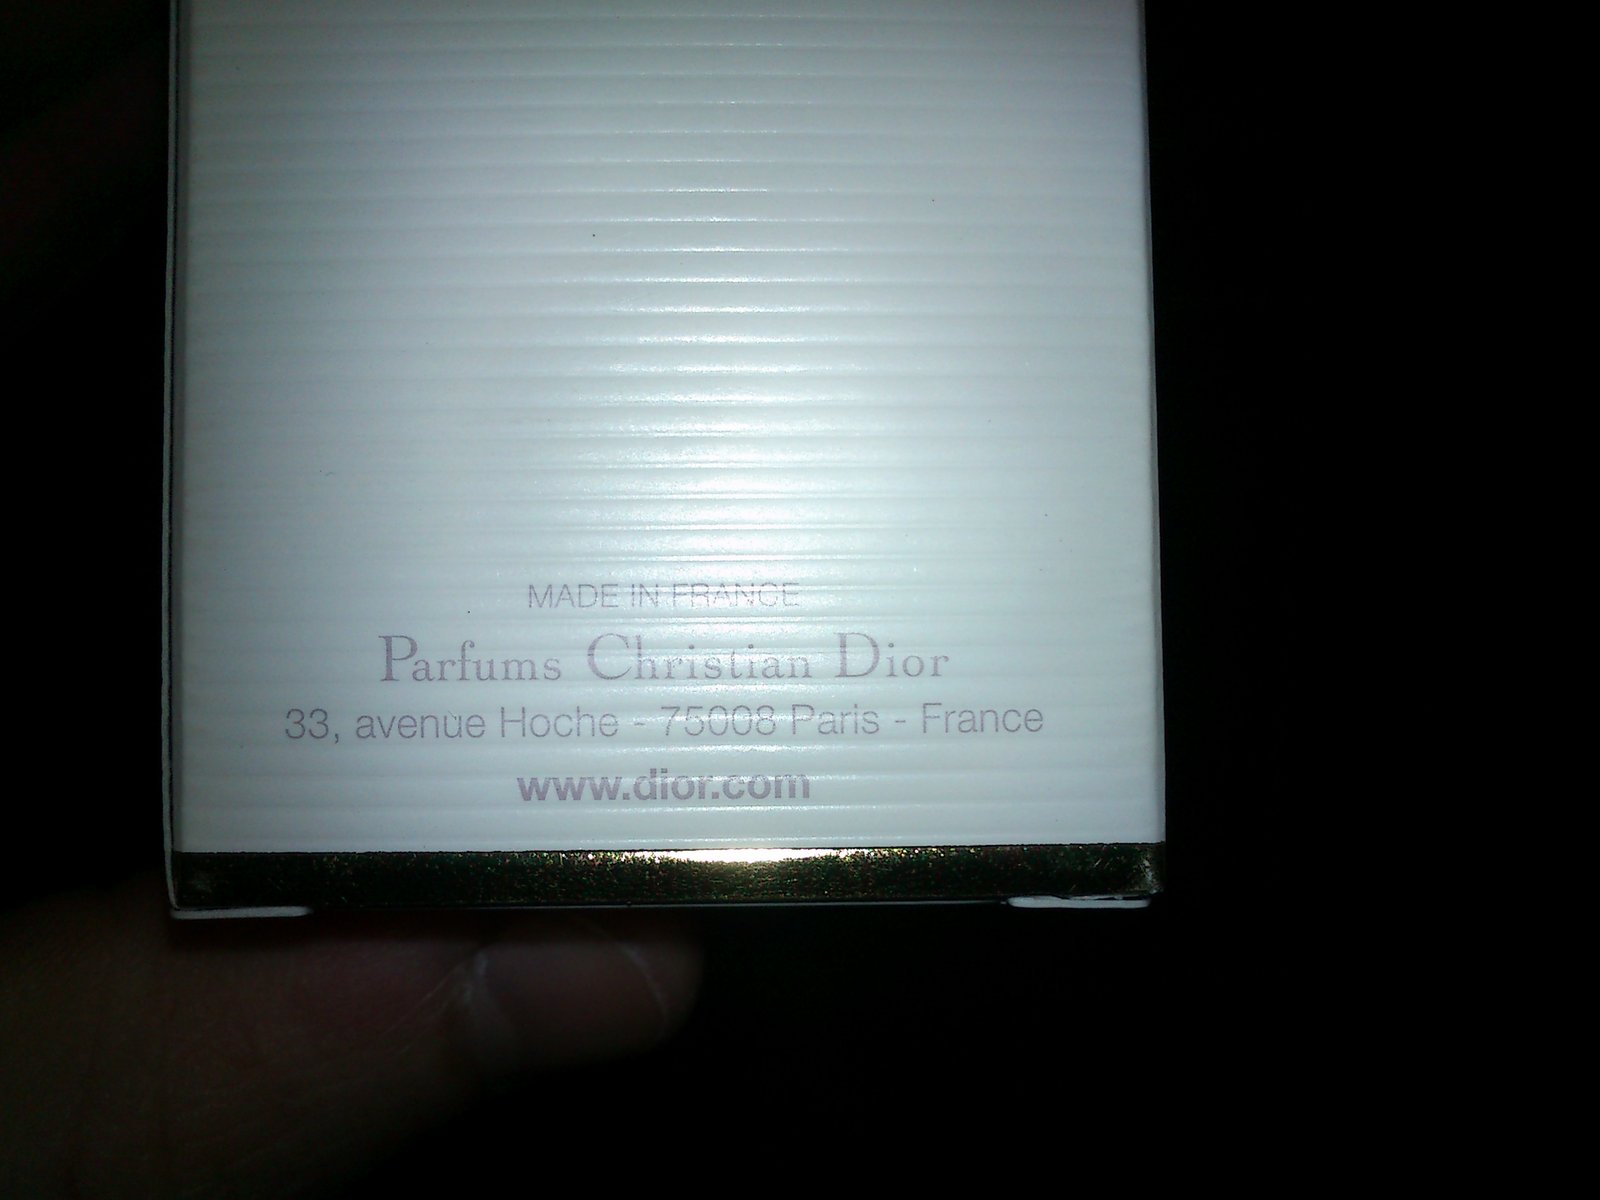 MADE IN FRANCE
Parfums Christian Dior
33, avenue Hoche - 75008 Paris - France
www.dior.com